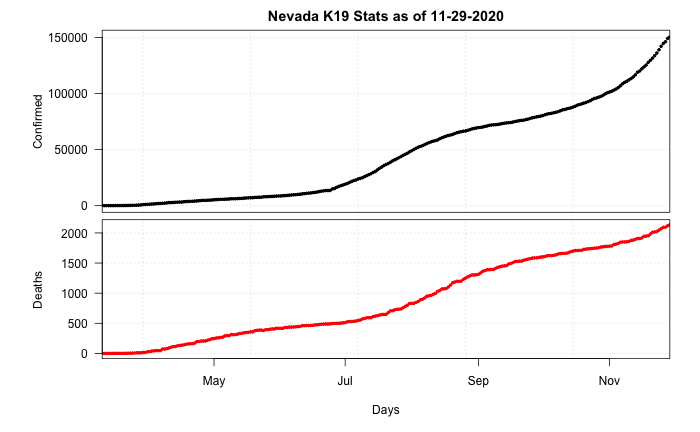 Nevada K19 Stats as of 11-29-2020
150000
100000
50000
0
Confirmed
2000
1500
1000
500
0
Deaths
May Jul Sep Nov
Days